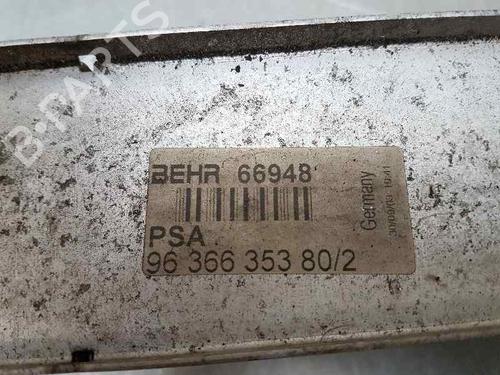 B-PARTS
BEHR 66948
PSA
96 366 353 80/2
Germany